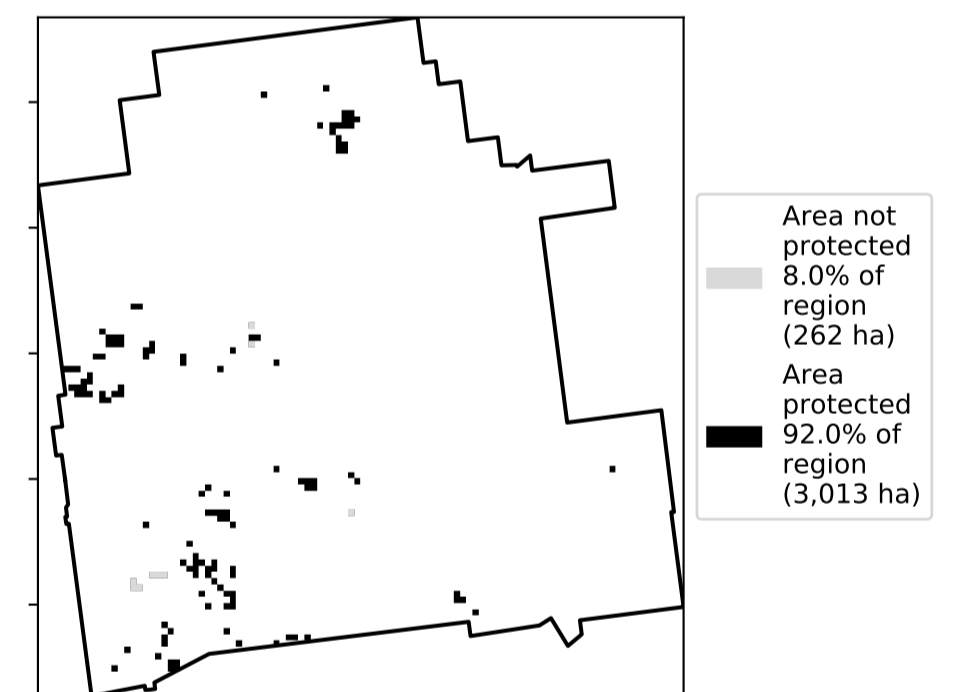 Area not
protected
8.0% of
region
(262 ha)
Area
protected
92.0% of
region
(3,013 ha)